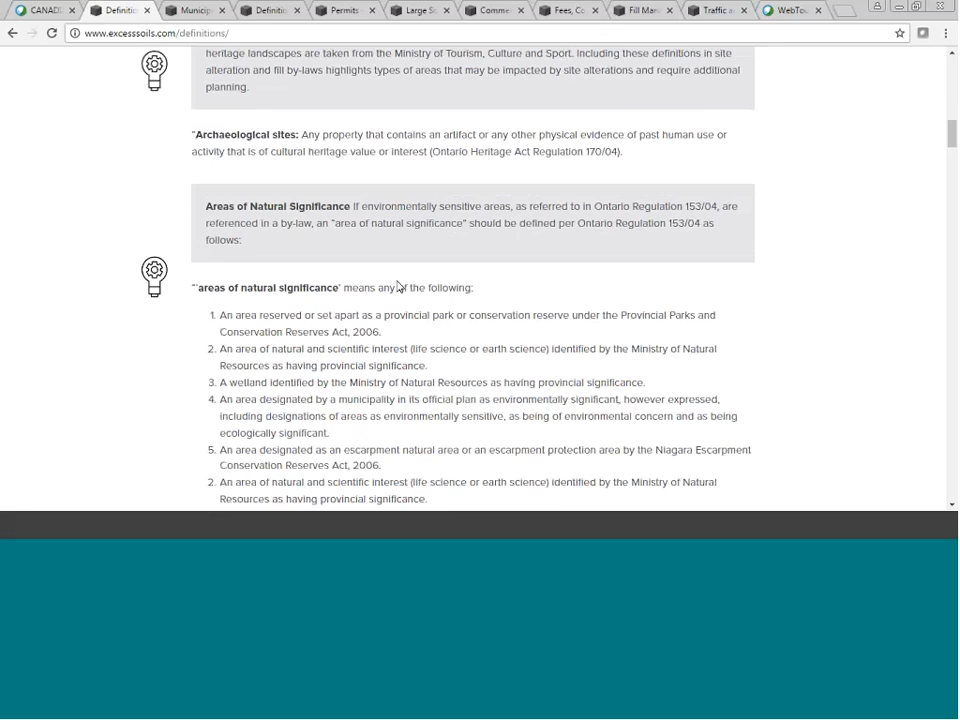 CANADI
Definitio
Municip
Definitio
Permits
Large Si
Comme
Fees, Co
Fill Man
Traffic a
WebTou
www.excesssoils.com/definitions/
heritage landscapes are taken from the Ministry of Tourism, Culture and Sport. Including these definitions in site
alteration and fill by-laws highlights types of areas that may be impacted by site alterations and require additional
planning.
“Archaeological sites: Any property that contains an artifact or any other physical evidence of past human use or
activity that is of cultural heritage value or interest (Ontario Heritage Act Regulation 170/04).
Areas of Natural Significance If environmentally sensitive areas, as referred to in Ontario Regulation 153/04, are
referenced in a by-law, an “area of natural significance” should be defined per Ontario Regulation 153/04 as
follows:
“‘areas of natural significance’ means any of the following:
1. An area reserved or set apart as a provincial park or conservation reserve under the Provincial Parks and
Conservation Reserves Act, 2006.
2. An area of natural and scientific interest (life science or earth science) identified by the Ministry of Natural
Resources as having provincial significance.
3. A wetland identified by the Ministry of Natural Resources as having provincial significance.
4. An area designated by a municipality in its official plan as environmentally significant, however expressed,
including designations of areas as environmentally sensitive, as being of environmental concern and as being
ecologically significant.
5. An area designated as an escarpment natural area or an escarpment protection area by the Niagara Escarpment
Conservation Reserves Act, 2006.
2. An area of natural and scientific interest (life science or earth science) identified by the Ministry of Natural
Resources as having provincial significance.